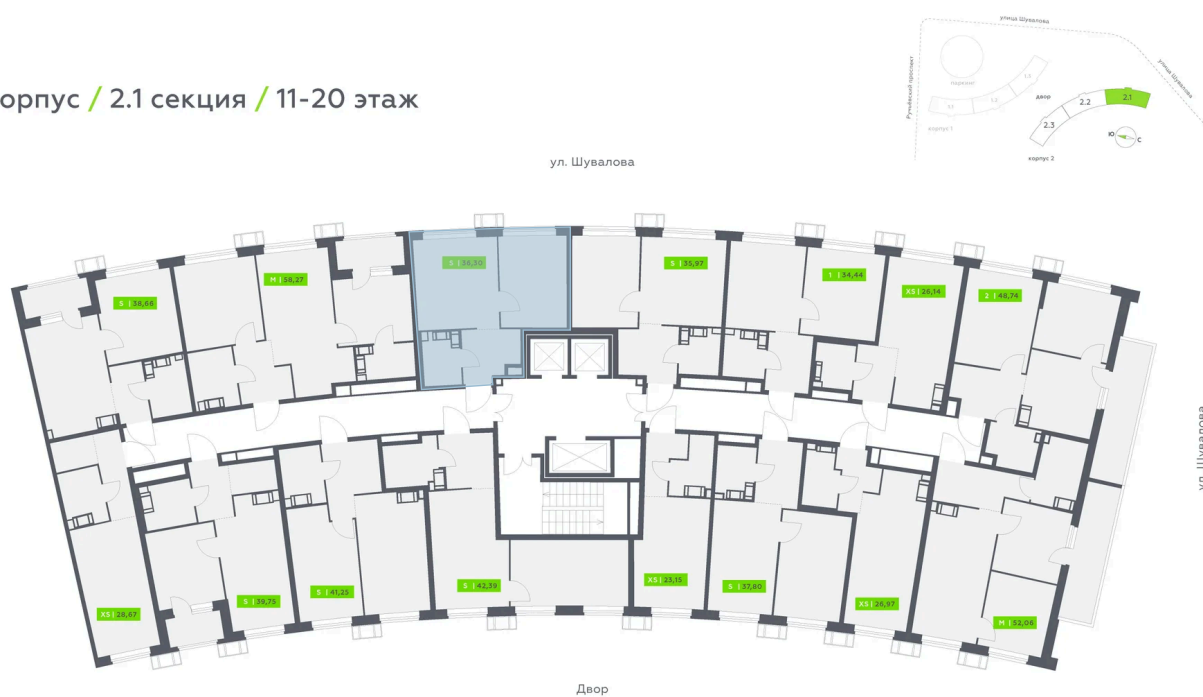 улица Шувалова
улица Шувалова
Ручьёвский проспект
паркинг
двор
1.3
1.2
1.1
корпус 1
2.1
2.2
2.3
Ю
С
корпус 2
орпус / 2.1 секция / 11-20 этаж
ул. Шувалова
S | 36,30
S | 35,97
M | 38,27
1 | 34,44
XS | 26,14
2 | 48,74
S | 38,66
ул. Шувалова
XS | 28,67
S | 39,75
S | 41,25
S | 42,39
XS | 23,15
S | 37,80
XS | 26,97
M | 52,06
Двор